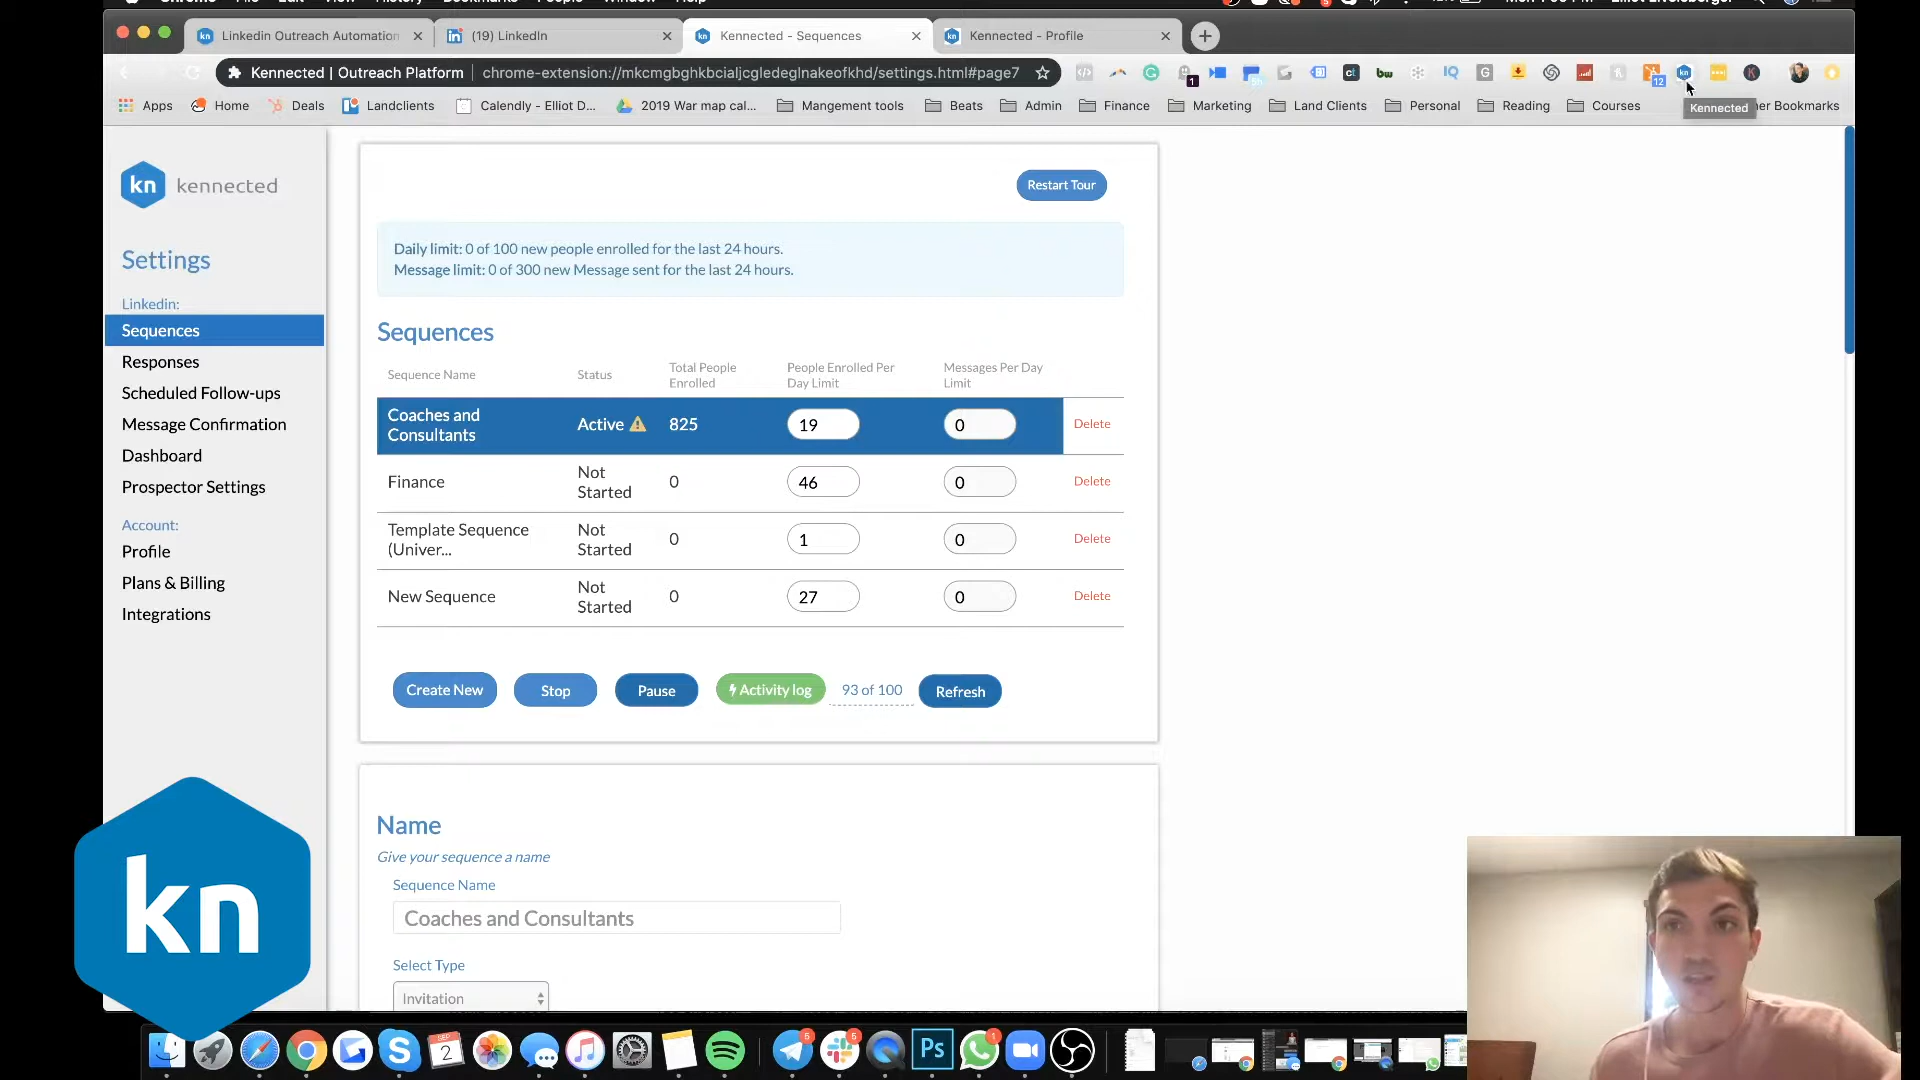 Linkedin Outreach Automation
(19) LinkedIn
Kennected - Sequences
Kennected - Profile
Kennected | Outreach Platform
chrome-extension://mkcmgbghkbcialjcgledeglnakeofkhd/settings.html#page7
1
12
Apps
Home
Deals
Landclients
Calendly - Elliot D...
2019 War map cal...
Mangement tools
Beats
Admin
Finance
Marketing
Land Clients
Personal
Reading
Courses
Kennected
er Bookmarks
kn kennected
Restart Tour
Daily limit: 0 of 100 new people enrolled for the last 24 hours.
Message limit: 0 of 300 new Message sent for the last 24 hours.
Settings
Linkedin:
Sequences
Responses
Scheduled Follow-ups
Message Confirmation
Dashboard
Prospector Settings
Account:
Profile
Plans & Billing
Integrations
Sequences
Sequence Name
Status
Total People
Enrolled
People Enrolled Per
Day Limit
Messages Per Day
Limit
Coaches and
Consultants
Active
825
19
0
Delete
Finance
Not
Started
0
46
0
Delete
Template Sequence
(Univer...
Not
Started
0
1
0
Delete
New Sequence
Not
Started
0
27
0
Delete
Create New
Stop
Pause
Activity log
93 of 100
Refresh
Name
Give your sequence a name
Sequence Name
Coaches and Consultants
Select Type
Invitation
kn
SEP
2
Ps